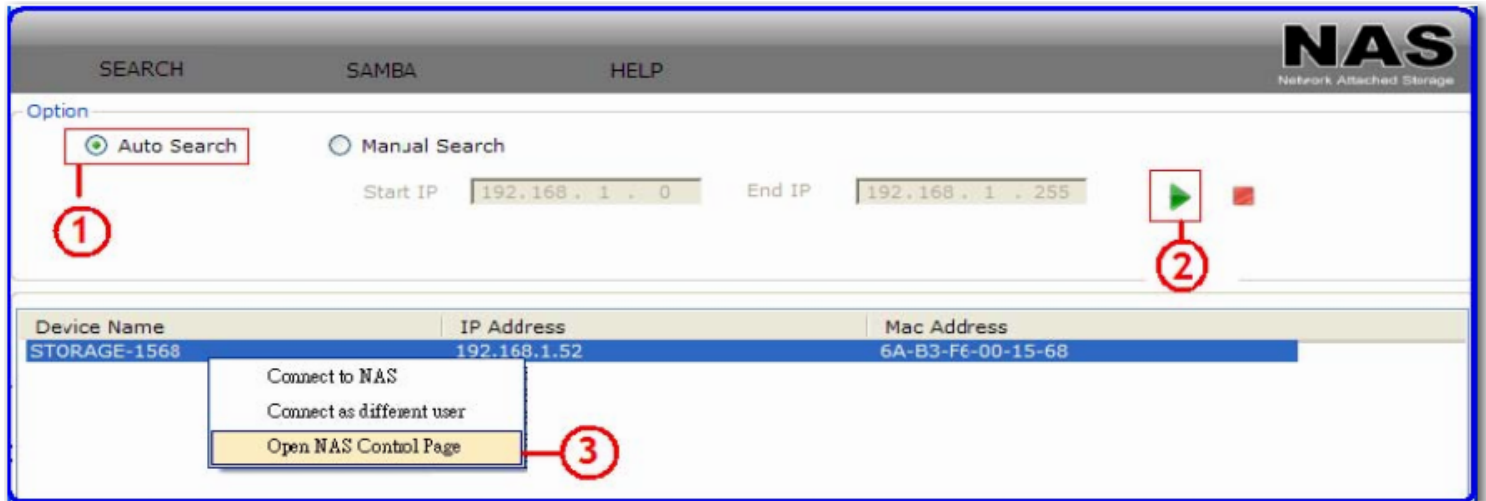 NAS
SEARCH SAMBA HELP
Network Attached Storage
Option
Auto Search Manual Search
Start IP 192.168. 1 . 0 End IP 192.168. 1 . 255
1
2
Device Name IP Address Mac Address
STORAGE-1568 192.168.1.52 6A-B3-F6-00-15-68
Connect to NAS
Connect as different user
Open NAS Control Page
3